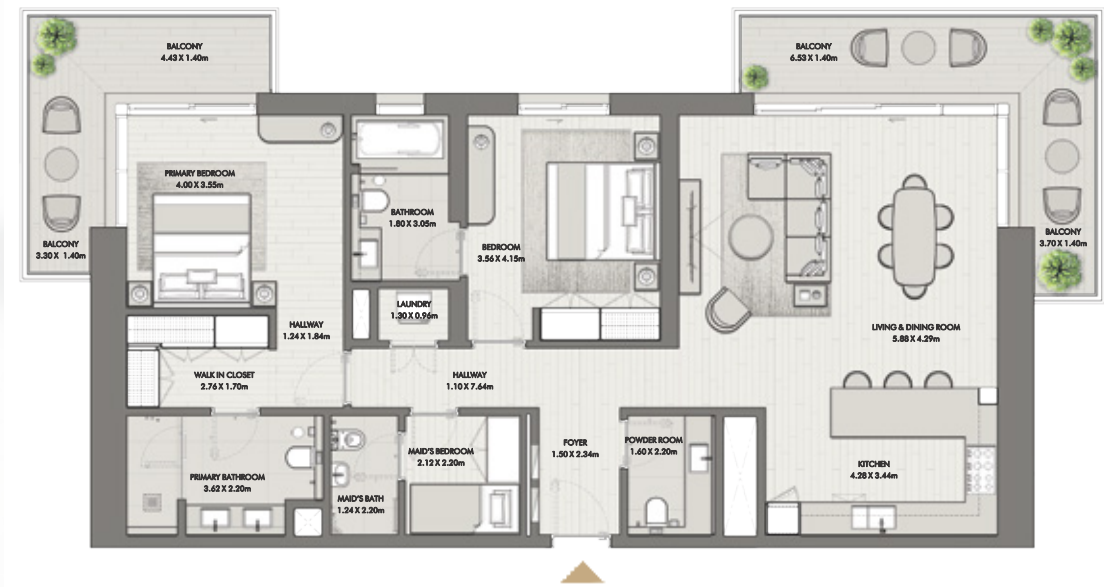 BALCONY
4.43 X 1.40m
BALCONY
6.53 X 1.40m
PRIMARY BEDROOM
4.00 X 3.55m
BATHROOM
1.80 X 3.05m
BALCONY
3.30 X 1.40m
BEDROOM
3.56 X 4.15m
BALCONY
3.70 X 1.40m
LAUNDRY
1.30 X 0.96m
HALLWAY
1.24 X 1.84m
LIVING & DINING ROOM
5.88 X 4.29m
WALK IN CLOSET
2.76 X 1.70m
HALLWAY
1.10 X 7.64m
MAID'S BEDROOM
2.12 X 2.20m
FOYER
1.50 X 2.34m
POWDER ROOM
1.60 X 2.20m
KITCHEN
4.28 X 3.44m
PRIMARY BATHROOM
3.62 X 2.20m
MAID'S BATH
1.24 X 2.20m